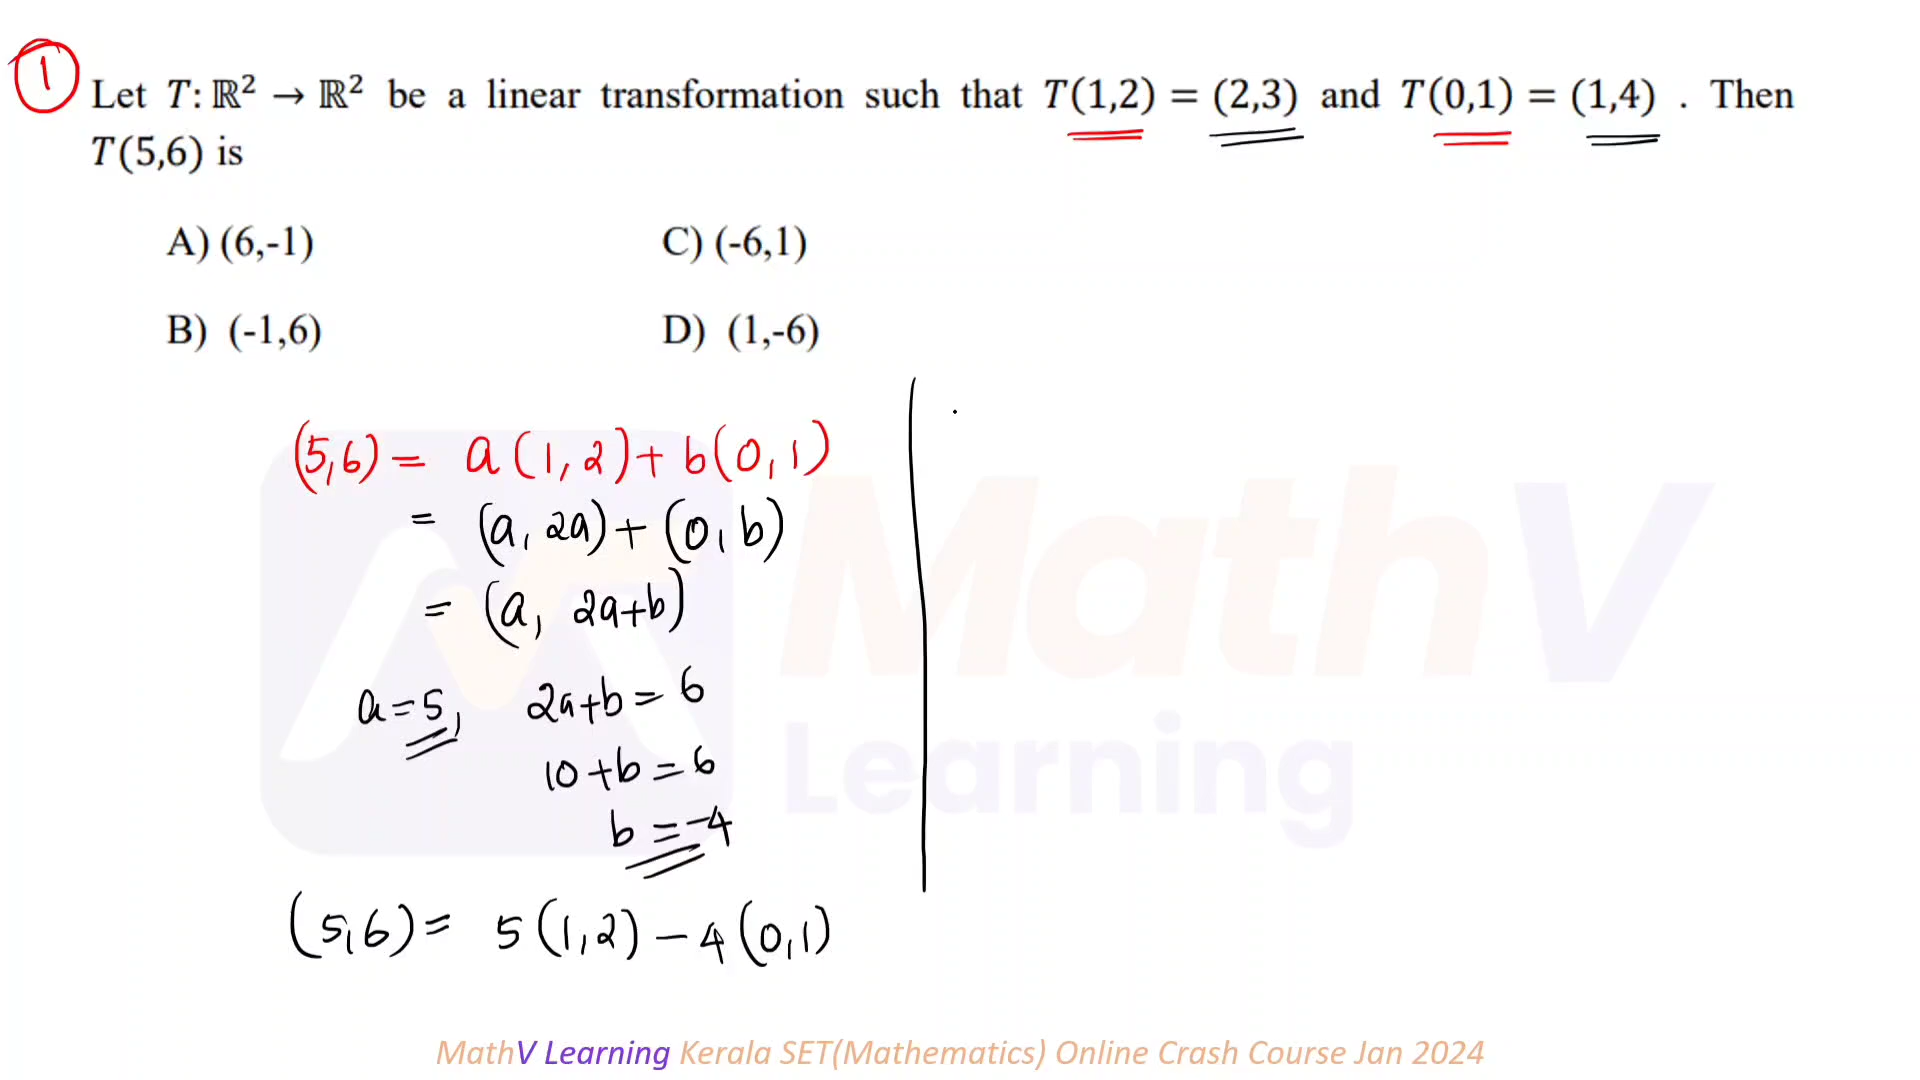 1
Let T: ℝ² → ℝ² be a linear transformation such that T(1,2) = (2,3) and T(0,1) = (1,4) . Then
T(5,6) is
A) (6,-1)
C) (-6,1)
B) (-1,6)
D) (1,-6)
(5,6) = a(1,2) + b(0,1)
= (a, 2a) + (0, b)
= (a, 2a+b)
a = 5, 2a+b = 6
10+b = 6
b = -4
(5,6) = 5(1,2) - 4(0,1)
MathV
Learning
MathV Learning Kerala SET(Mathematics) Online Crash Course Jan 2024